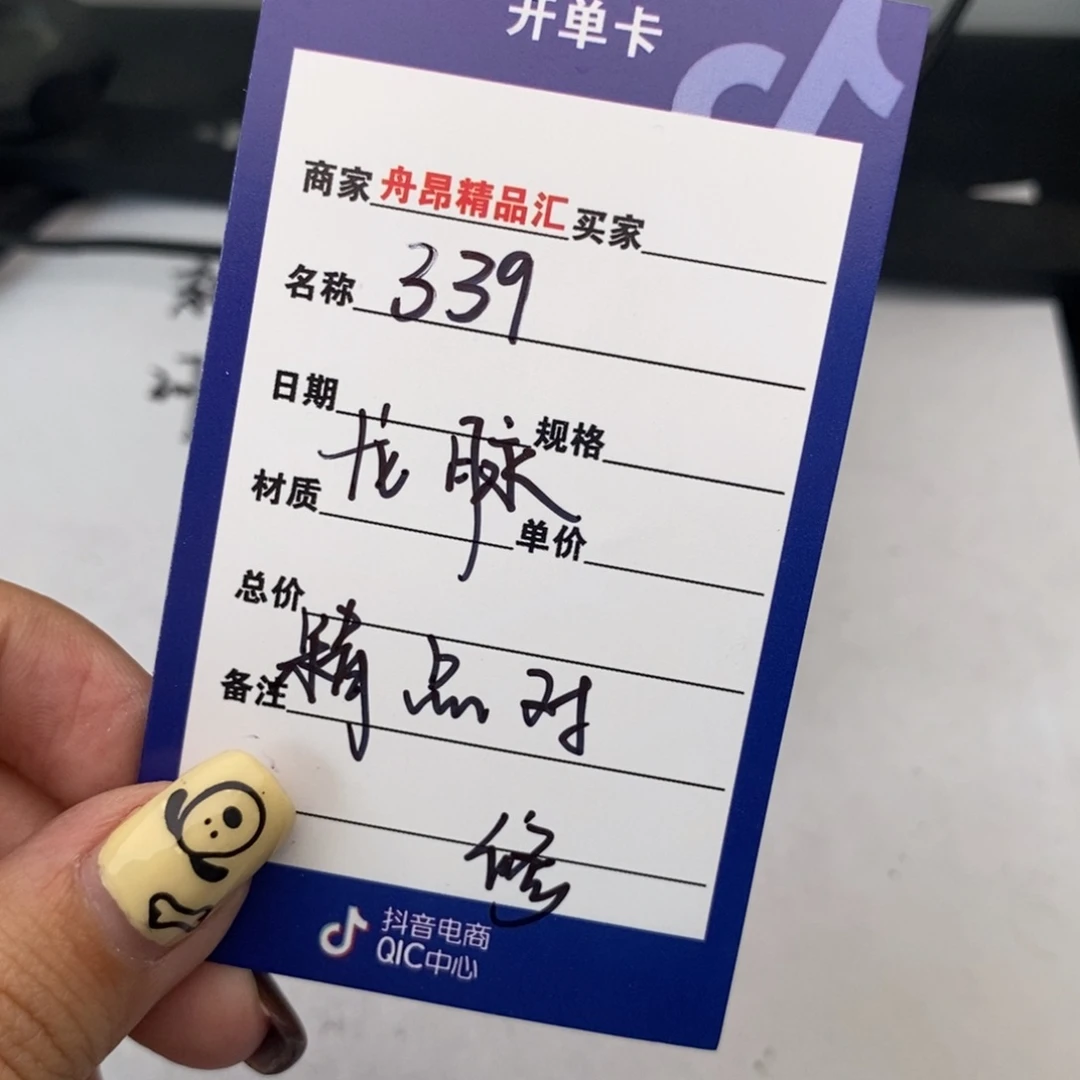 开单卡
商家舟昂精品汇买家
名称 339
日期 规格
龙脉
材质 单价
总价
精品对
备注
修
抖音电商
QIC中心